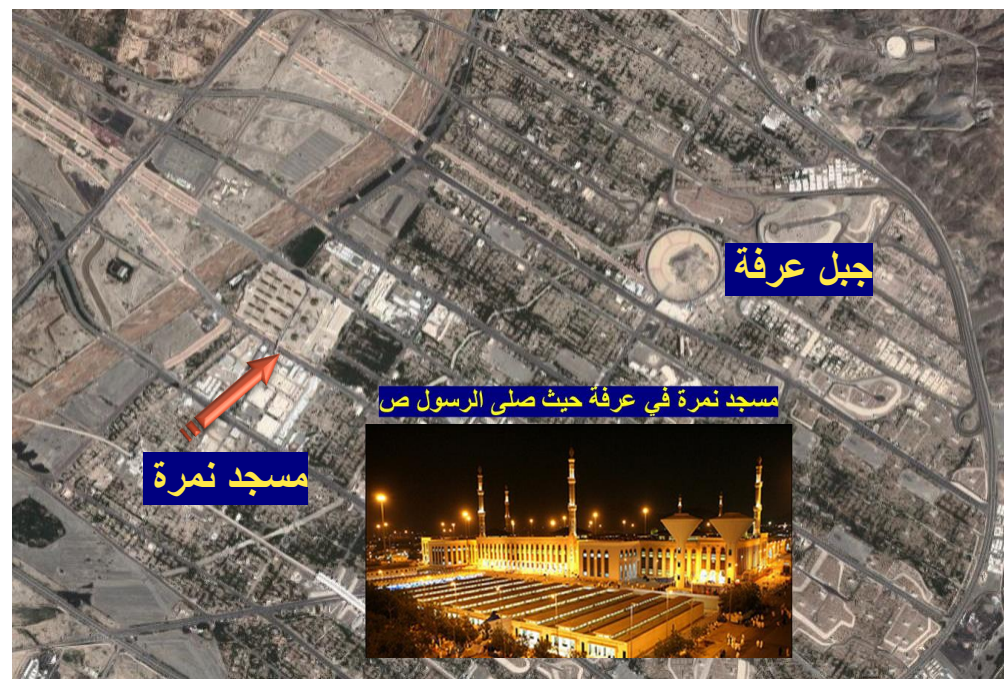 جبل عرفة
مسجد نمرة في عرفة حيث صلى الرسول ص
مسجد نمرة